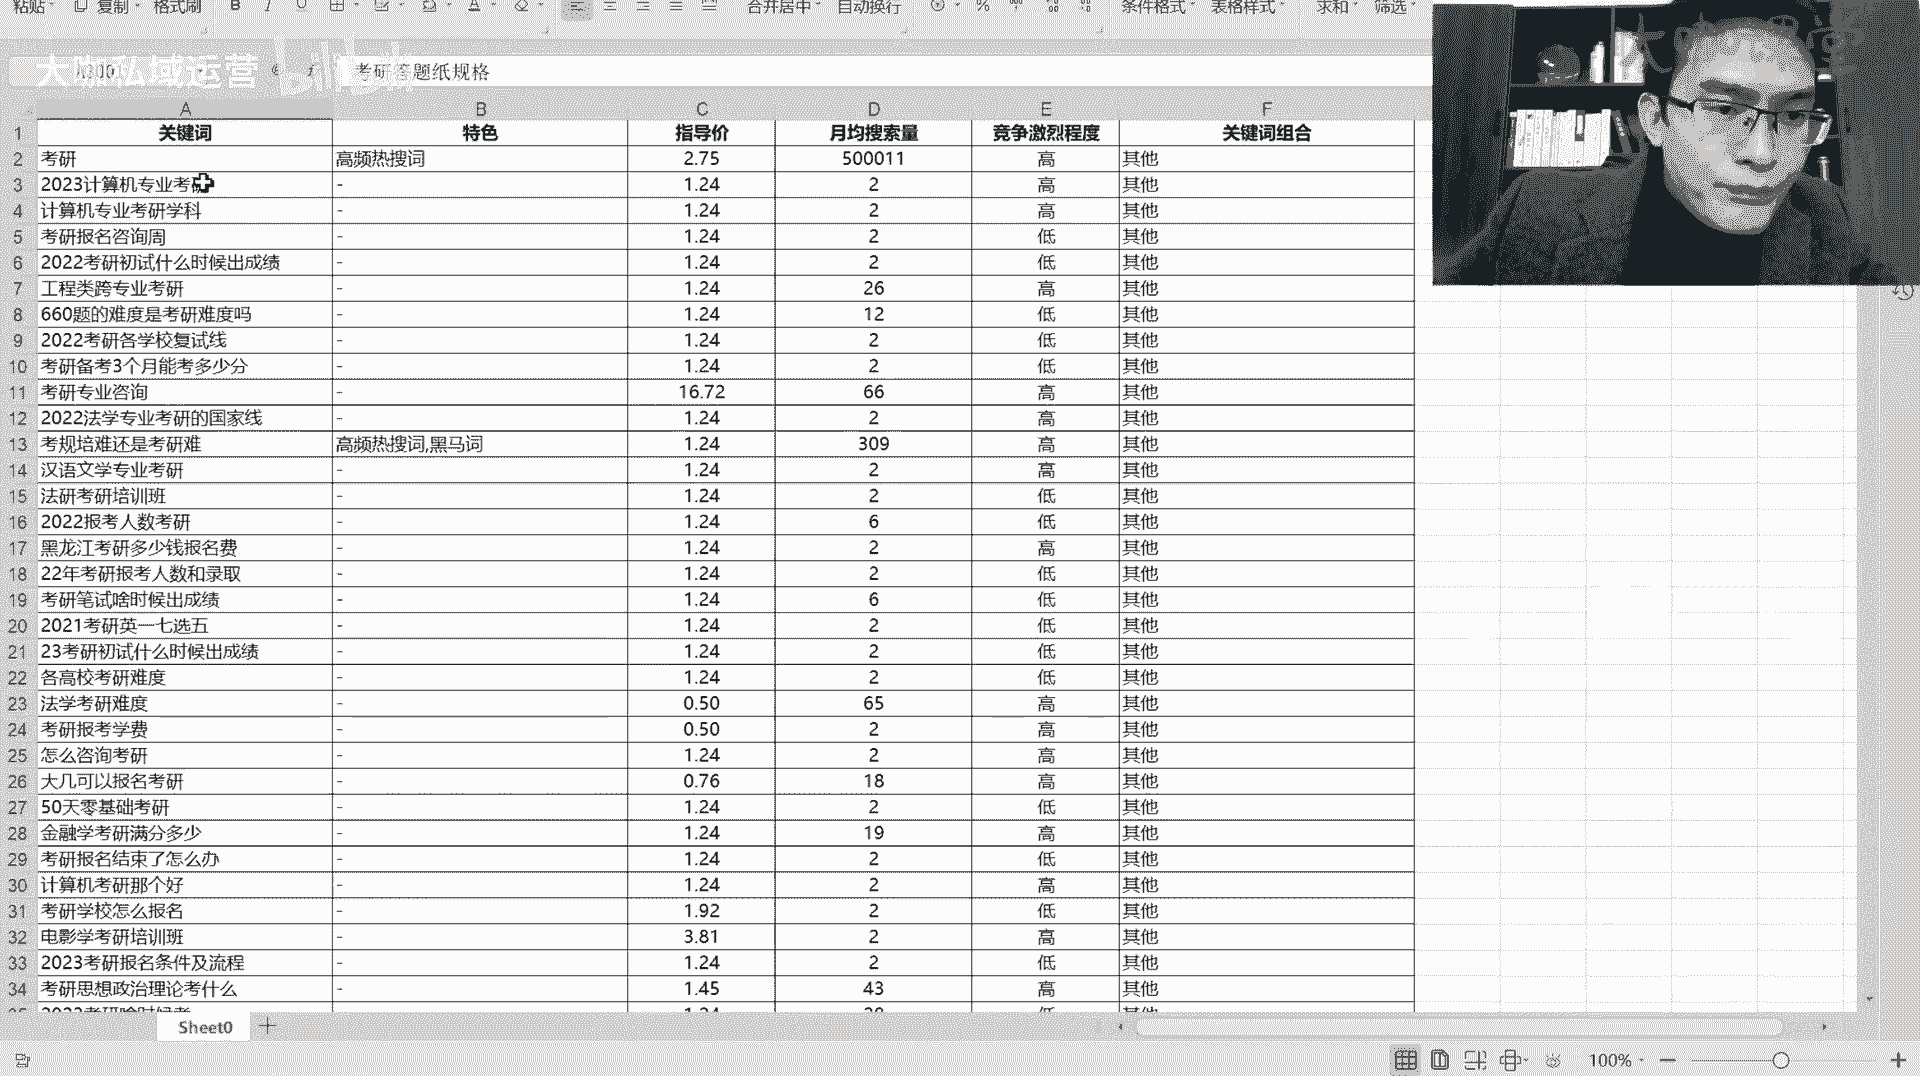 粘贴 复制 格式刷 B I U A 合并居中 自动换行 % 条件格式 表格样式 求和 筛选
大咖私域运营 bilibili 考研答题纸规格
A B C D E F
1 关键词 特色 指导价 月均搜索量 竞争激烈程度 关键词组合
2 考研 高频热搜词 2.75 500011 高 其他
3 2023计算机专业考研 - 1.24 2 高 其他
4 计算机专业考研学科 - 1.24 2 高 其他
5 考研报名咨询周 - 1.24 2 低 其他
6 2022考研初试什么时候出成绩 - 1.24 2 低 其他
7 工程类跨专业考研 - 1.24 26 高 其他
8 660题的难度是考研难度吗 - 1.24 12 低 其他
9 2022考研各学校复试线 - 1.24 2 低 其他
10 考研备考3个月能考多少分 - 1.24 2 低 其他
11 考研专业咨询 - 16.72 66 高 其他
12 2022法学专业考研的国家线 - 1.24 2 高 其他
13 考规培难还是考研难 高频热搜词,黑马词 1.24 309 高 其他
14 汉语文学专业考研 - 1.24 2 高 其他
15 法研考研培训班 - 1.24 2 低 其他
16 2022报考人数考研 - 1.24 6 低 其他
17 黑龙江考研多少钱报名费 - 1.24 2 高 其他
18 22年考研报考人数和录取 - 1.24 2 低 其他
19 考研笔试啥时候出成绩 - 1.24 6 低 其他
20 2021考研英一七选五 - 1.24 2 低 其他
21 23考研初试什么时候出成绩 - 1.24 2 低 其他
22 各高校考研难度 - 1.24 2 低 其他
23 法学考研难度 - 0.50 65 高 其他
24 考研报考学费 - 0.50 2 高 其他
25 怎么咨询考研 - 1.24 2 高 其他
26 大几可以报名考研 - 0.76 18 高 其他
27 50天零基础考研 - 1.24 2 低 其他
28 金融学考研满分多少 - 1.24 19 高 其他
29 考研报名结束了怎么办 - 1.24 2 低 其他
30 计算机考研那个好 - 1.24 2 高 其他
31 考研学校怎么报名 - 1.92 2 低 其他
32 电影学考研培训班 - 3.81 2 高 其他
33 2023考研报名条件及流程 - 1.24 2 低 其他
34 考研思想政治理论考什么 - 1.45 43 高 其他
Sheet0
100%